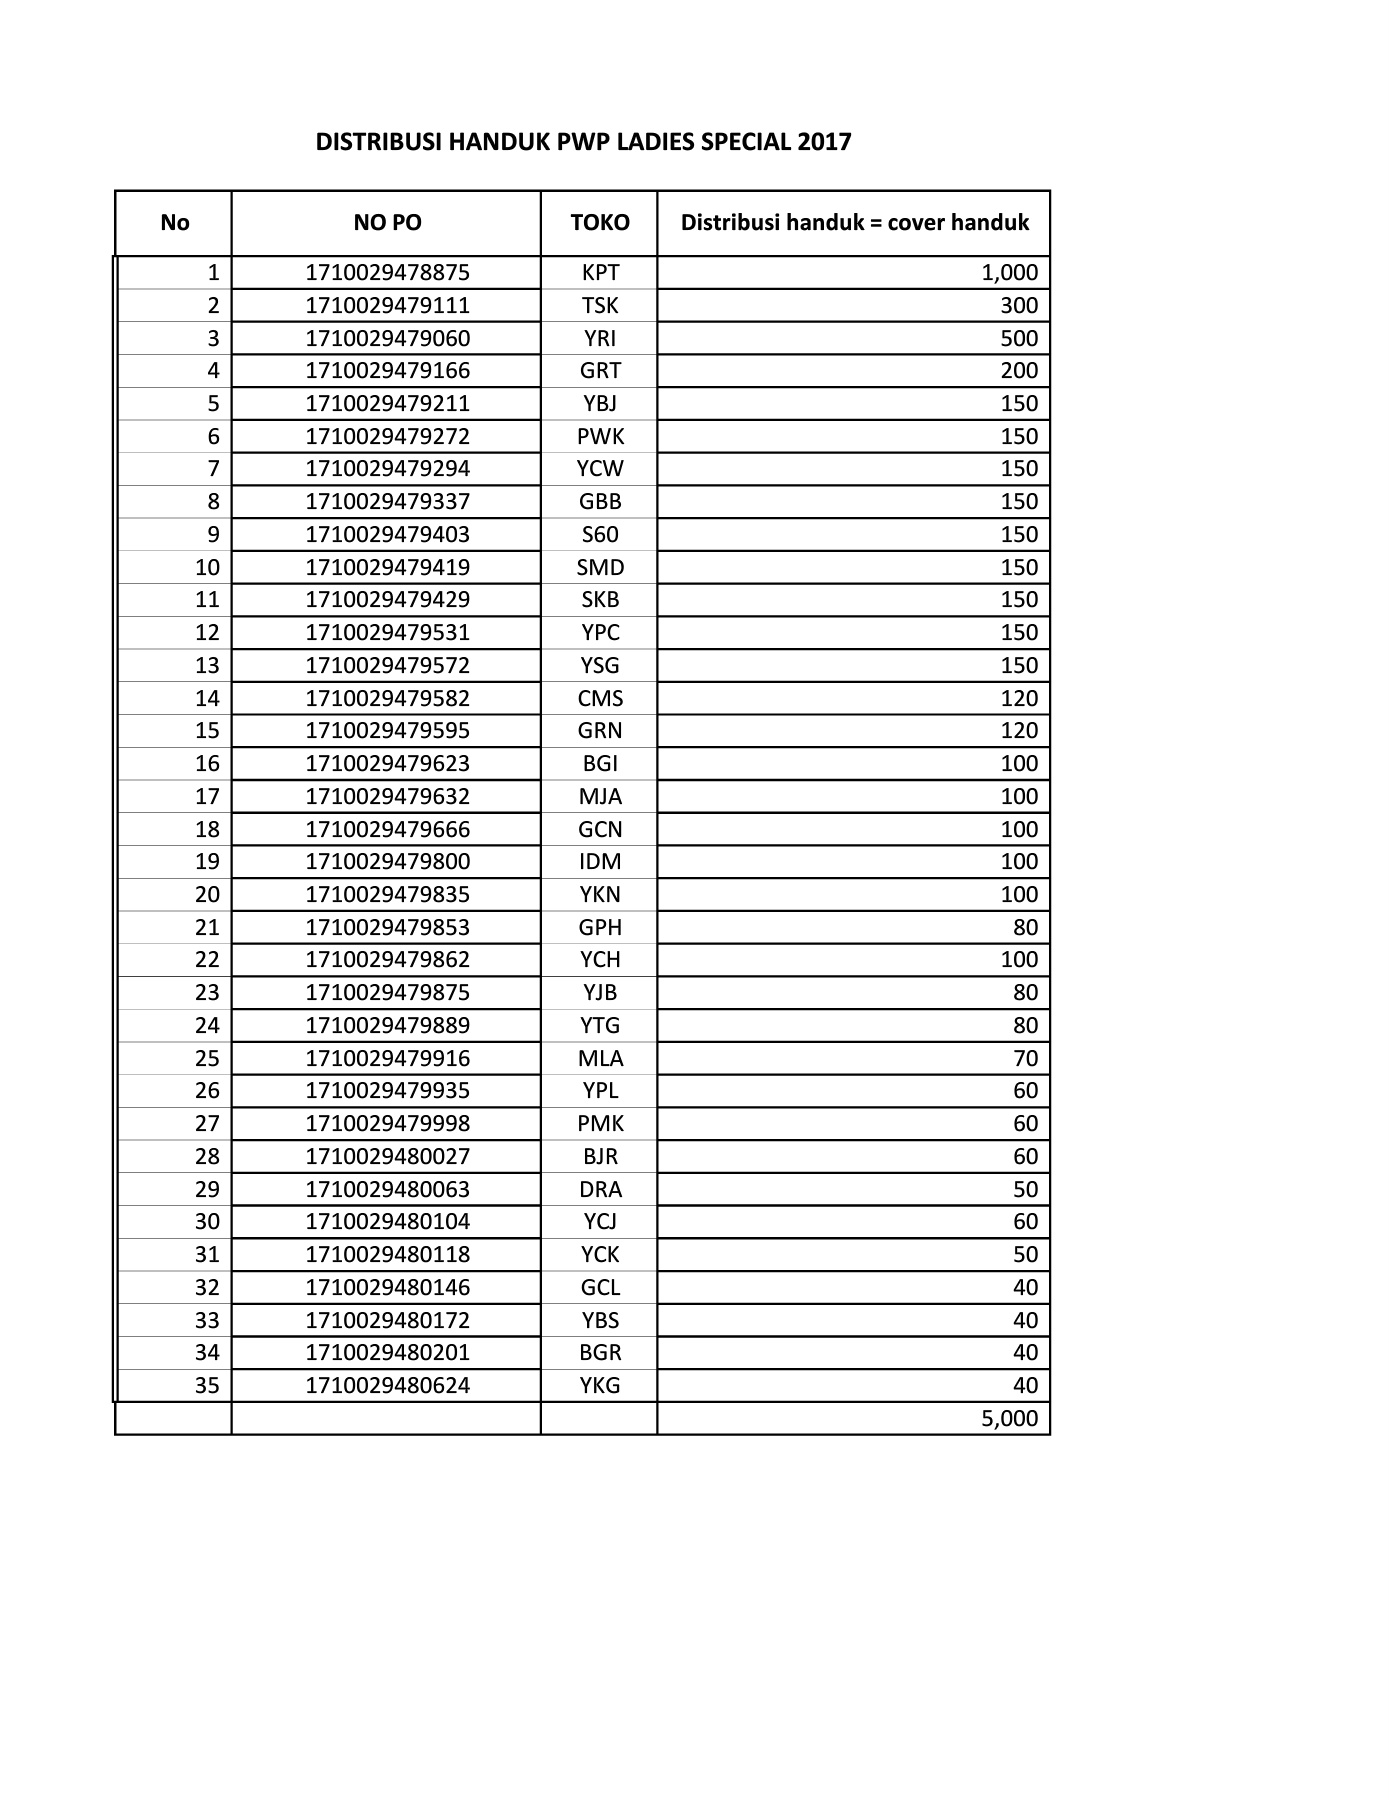 DISTRIBUSI HANDUK PWP LADIES SPECIAL 2017
No NO PO TOKO Distribusi handuk = cover handuk
1 1710029478875 KPT 1,000
2 1710029479111 TSK 300
3 1710029479060 YRI 500
4 1710029479166 GRT 200
5 1710029479211 YBJ 150
6 1710029479272 PWK 150
7 1710029479294 YCW 150
8 1710029479337 GBB 150
9 1710029479403 S60 150
10 1710029479419 SMD 150
11 1710029479429 SKB 150
12 1710029479531 YPC 150
13 1710029479572 YSG 150
14 1710029479582 CMS 120
15 1710029479595 GRN 120
16 1710029479623 BGI 100
17 1710029479632 MJA 100
18 1710029479666 GCN 100
19 1710029479800 IDM 100
20 1710029479835 YKN 100
21 1710029479853 GPH 80
22 1710029479862 YCH 100
23 1710029479875 YJB 80
24 1710029479889 YTG 80
25 1710029479916 MLA 70
26 1710029479935 YPL 60
27 1710029479998 PMK 60
28 1710029480027 BJR 60
29 1710029480063 DRA 50
30 1710029480104 YCJ 60
31 1710029480118 YCK 50
32 1710029480146 GCL 40
33 1710029480172 YBS 40
34 1710029480201 BGR 40
35 1710029480624 YKG 40
5,000